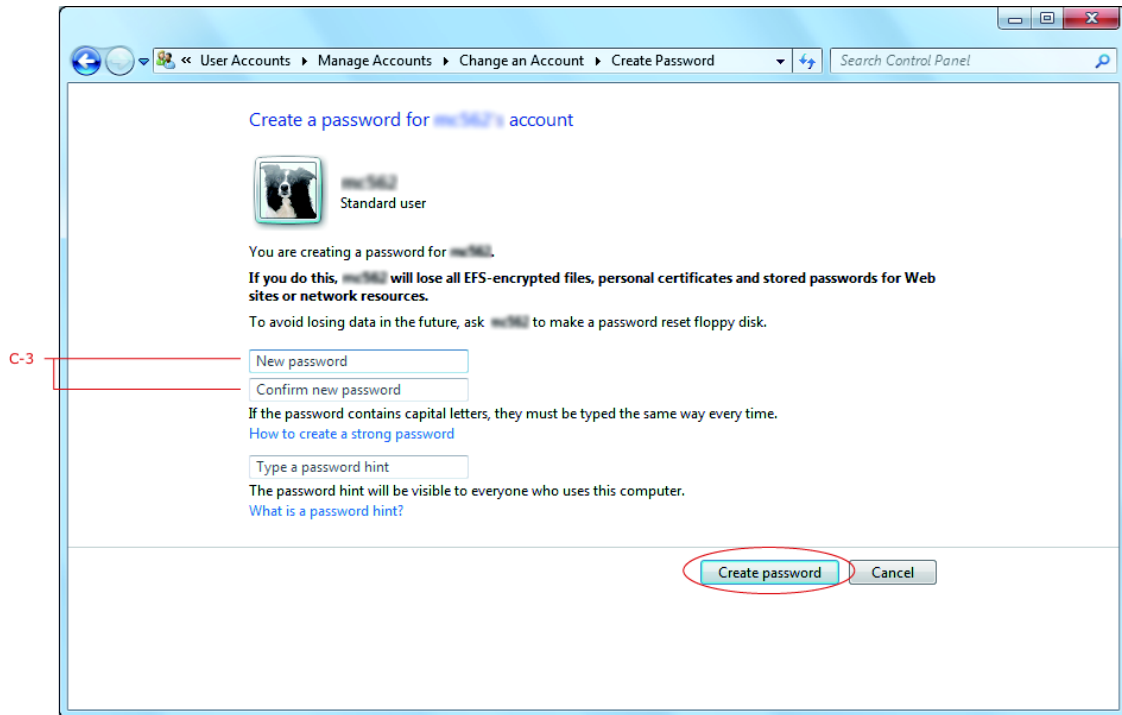 « User Accounts ▸ Manage Accounts ▸ Change an Account ▸ Create Password
Search Control Panel
Create a password for account
Standard user
You are creating a password for
If you do this, will lose all EFS-encrypted files, personal certificates and stored passwords for Web
sites or network resources.
To avoid losing data in the future, ask to make a password reset floppy disk.
C-3
New password
Confirm new password
If the password contains capital letters, they must be typed the same way every time.
How to create a strong password
Type a password hint
The password hint will be visible to everyone who uses this computer.
What is a password hint?
Create password
Cancel